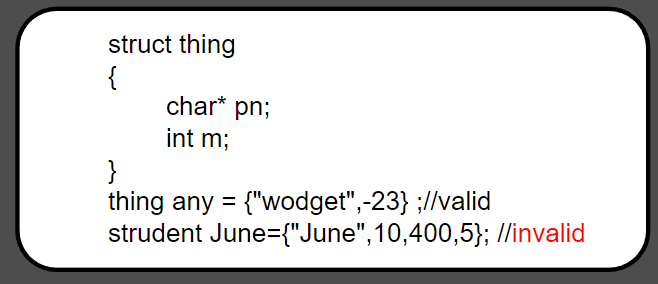 struct thing
{
char* pn;
int m;
}
thing any = {"wodget",-23} ;//valid
strudent June={"June",10,400,5}; //invalid